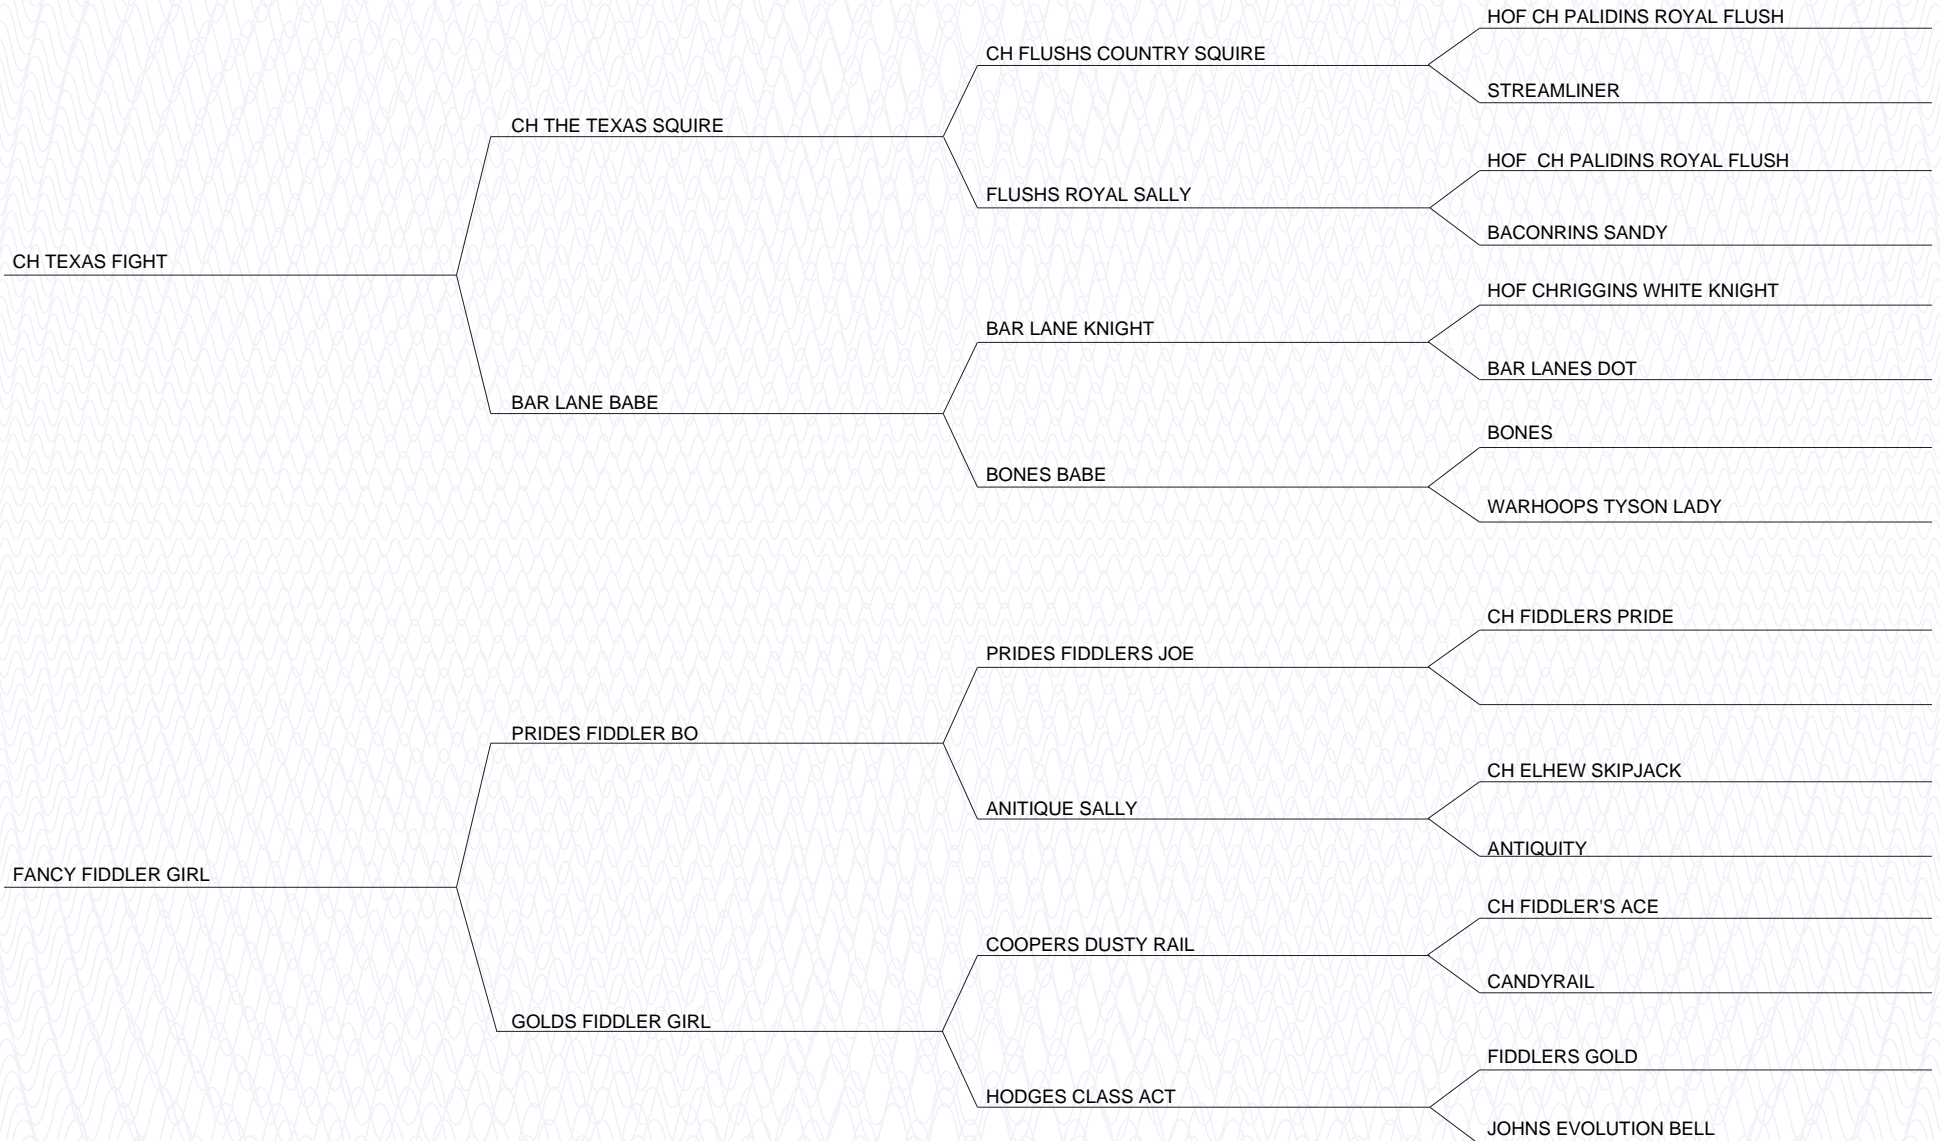 HOF CH PALIDINS ROYAL FLUSH
CH FLUSHS COUNTRY SQUIRE
STREAMLINER
CH THE TEXAS SQUIRE
HOF  CH PALIDINS ROYAL FLUSH
FLUSHS ROYAL SALLY
BACONRINS SANDY
CH TEXAS FIGHT
HOF CHRIGGINS WHITE KNIGHT
BAR LANE KNIGHT
BAR LANES DOT
BAR LANE BABE
BONES
BONES BABE
WARHOOPS TYSON LADY
CH FIDDLERS PRIDE
PRIDES FIDDLERS JOE
PRIDES FIDDLER BO
CH ELHEW SKIPJACK
ANITIQUE SALLY
ANTIQUITY
FANCY FIDDLER GIRL
CH FIDDLER'S ACE
COOPERS DUSTY RAIL
CANDYRAIL
GOLDS FIDDLER GIRL
FIDDLERS GOLD
HODGES CLASS ACT
JOHNS EVOLUTION BELL